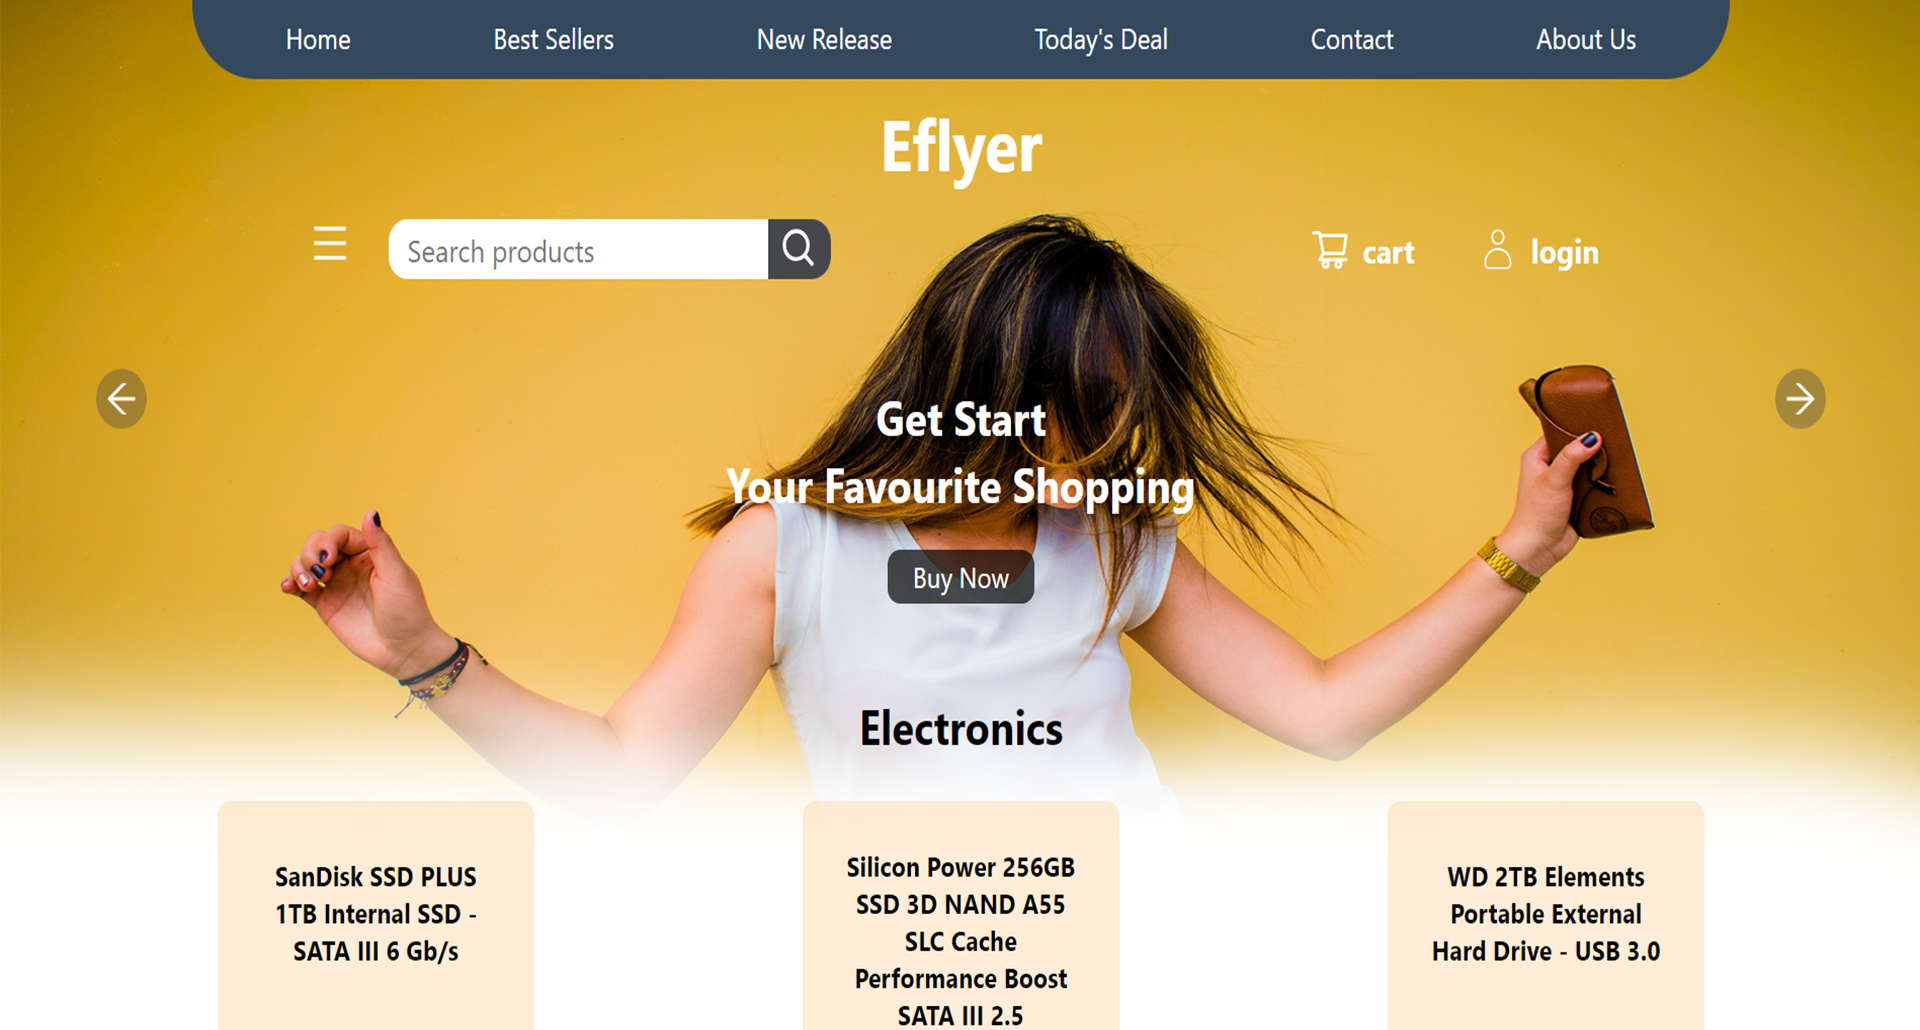 Home Best Sellers New Release Today's Deal Contact About Us
Eflyer
Search products cart login
Get Start
Your Favourite Shopping
Buy Now
Electronics
SanDisk SSD PLUS
1TB Internal SSD -
SATA III 6 Gb/s
Silicon Power 256GB
SSD 3D NAND A55
SLC Cache
Performance Boost
SATA III 2.5
WD 2TB Elements
Portable External
Hard Drive - USB 3.0